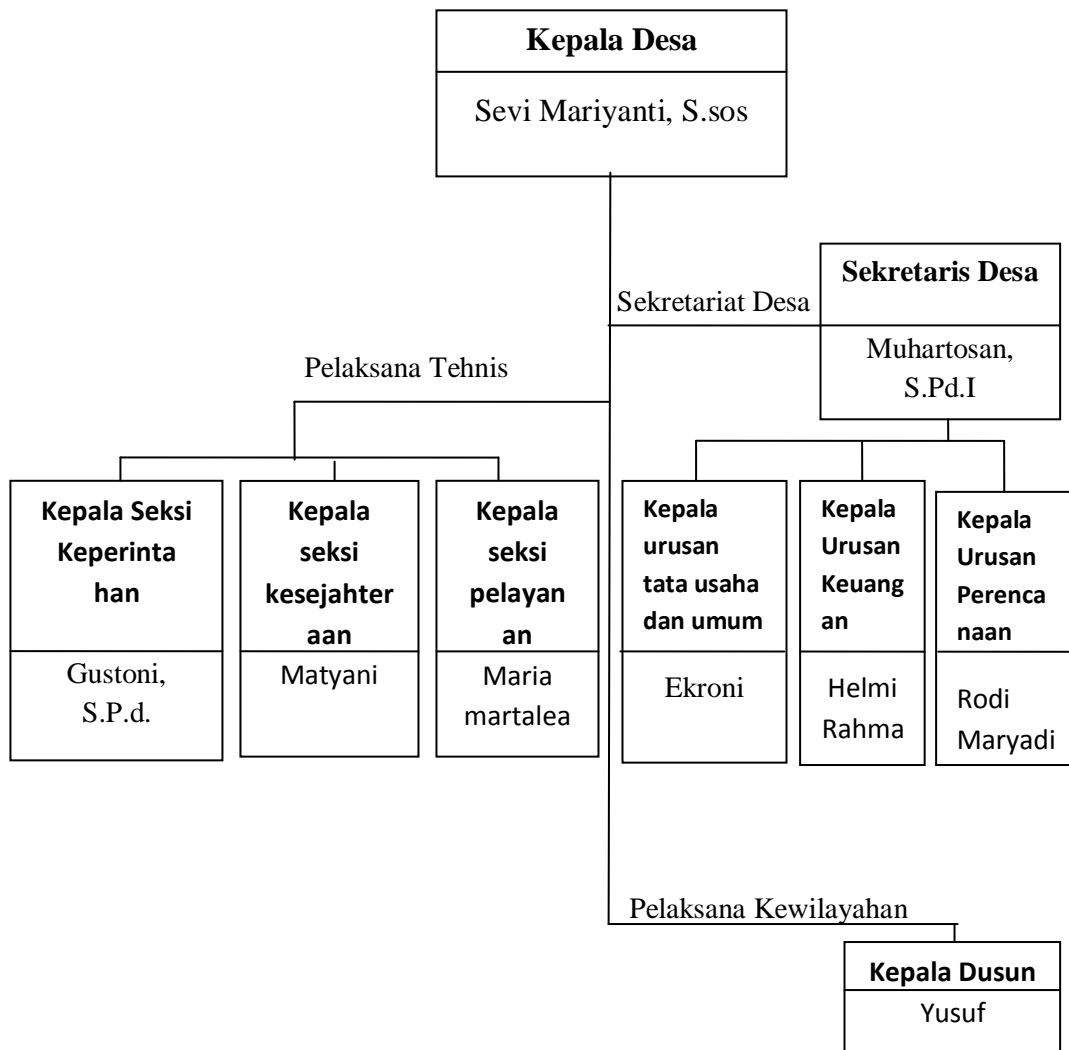 Kepala Desa
Sevi Mariyanti, S.sos
Sekretariat Desa
Sekretaris Desa
Muhartosan,
S.Pd.I
Pelaksana Tehnis
Kepala Seksi
Keperinta
han
Gustoni,
S.P.d.
Kepala
seksi
kesejahter
aan
Matyani
Kepala
seksi
pelayan
an
Maria
martalea
Kepala
urusan
tata usaha
dan umum
Ekroni
Kepala
Urusan
Keuang
an
Helmi
Rahma
Kepala
Urusan
Perenca
naan
Rodi
Maryadi
Pelaksana Kewilayahan
Kepala Dusun
Yusuf